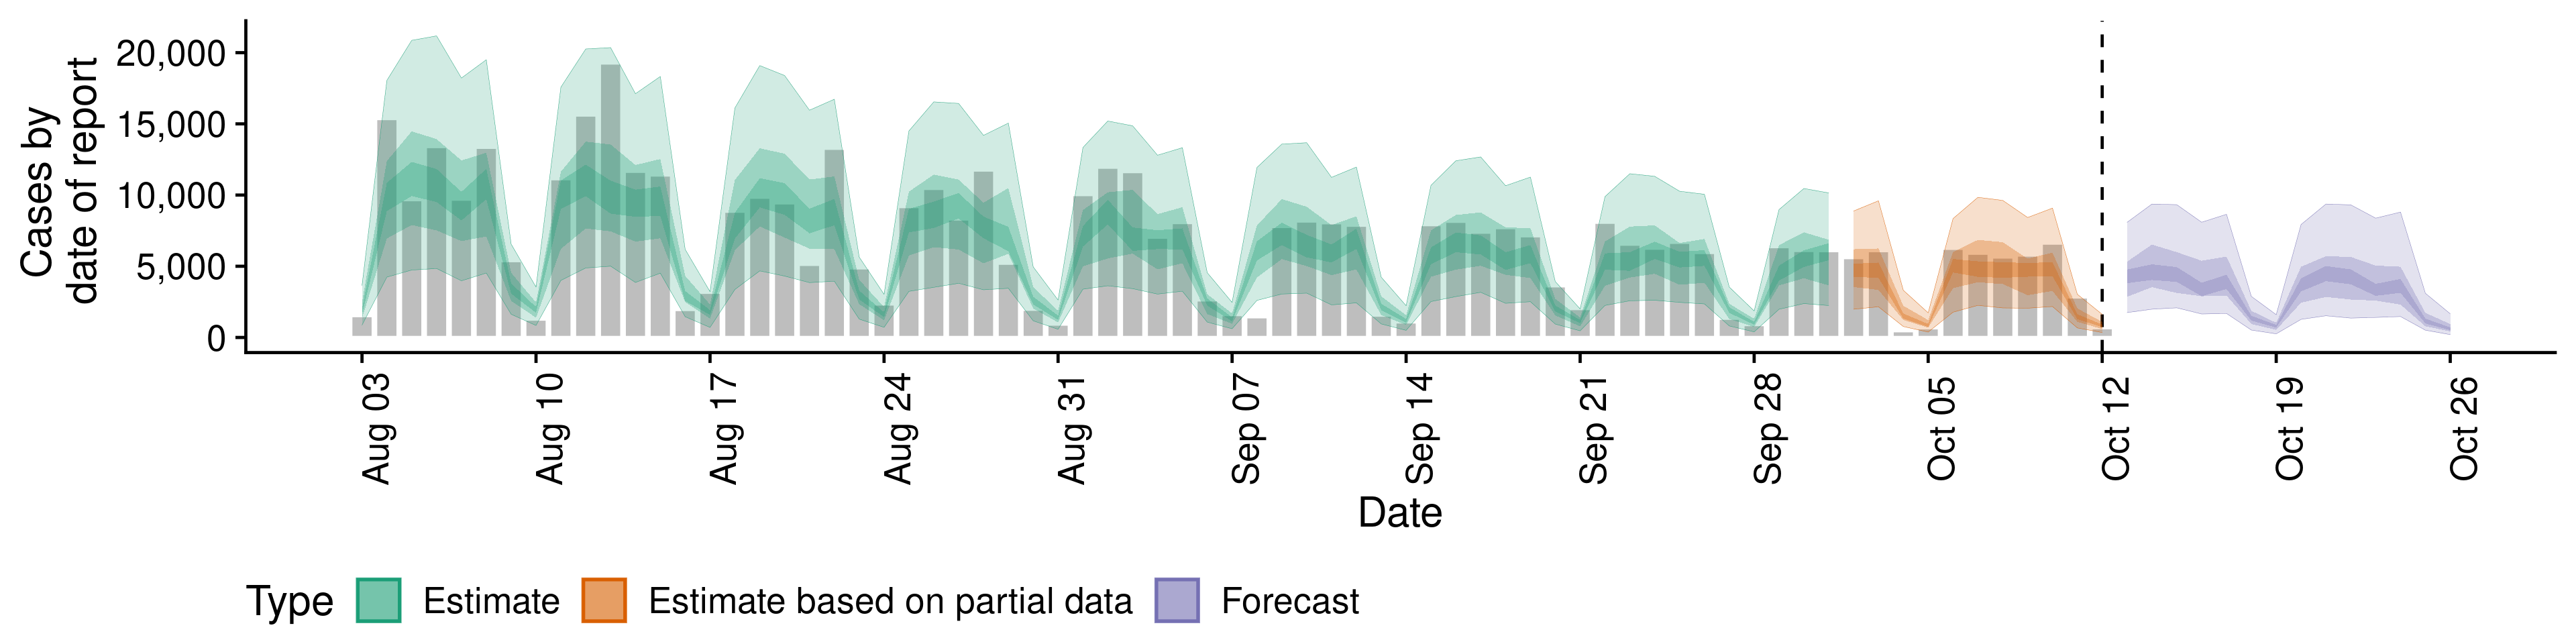 Cases by
date of report
20,000
15,000
10,000
5,000
0
Aug 03
Aug 10
Aug 17
Aug 24
Aug 31
Sep 07
Sep 14
Sep 21
Sep 28
Oct 05
Oct 12
Oct 19
Oct 26
Date
Type Estimate Estimate based on partial data Forecast